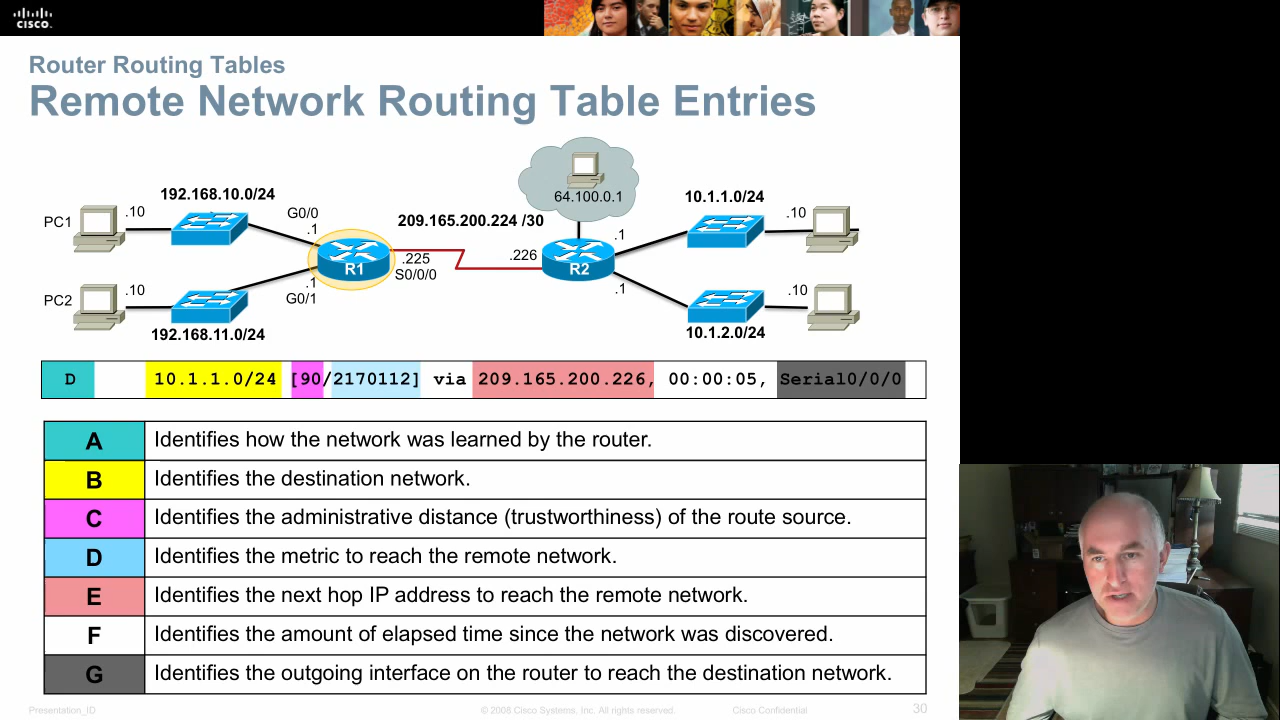 CISCO.
Router Routing Tables
Remote Network Routing Table Entries
64.100.0.1
192.168.10.0/24
10.1.1.0/24
PC1
.10
G0/0
.1
209.165.200.224 /30
.1
.10
R1
.225
S0/0/0
.226
R2
PC2
.10
.1
G0/1
.1
.10
192.168.11.0/24
10.1.2.0/24
D 10.1.1.0/24 [90/2170112] via 209.165.200.226, 00:00:05, Serial0/0/0
A Identifies how the network was learned by the router.
B Identifies the destination network.
C Identifies the administrative distance (trustworthiness) of the route source.
D Identifies the metric to reach the remote network.
E Identifies the next hop IP address to reach the remote network.
F Identifies the amount of elapsed time since the network was discovered.
G Identifies the outgoing interface on the router to reach the destination network.
Presentation_ID © 2008 Cisco Systems, Inc. All rights reserved. Cisco Confidential 30